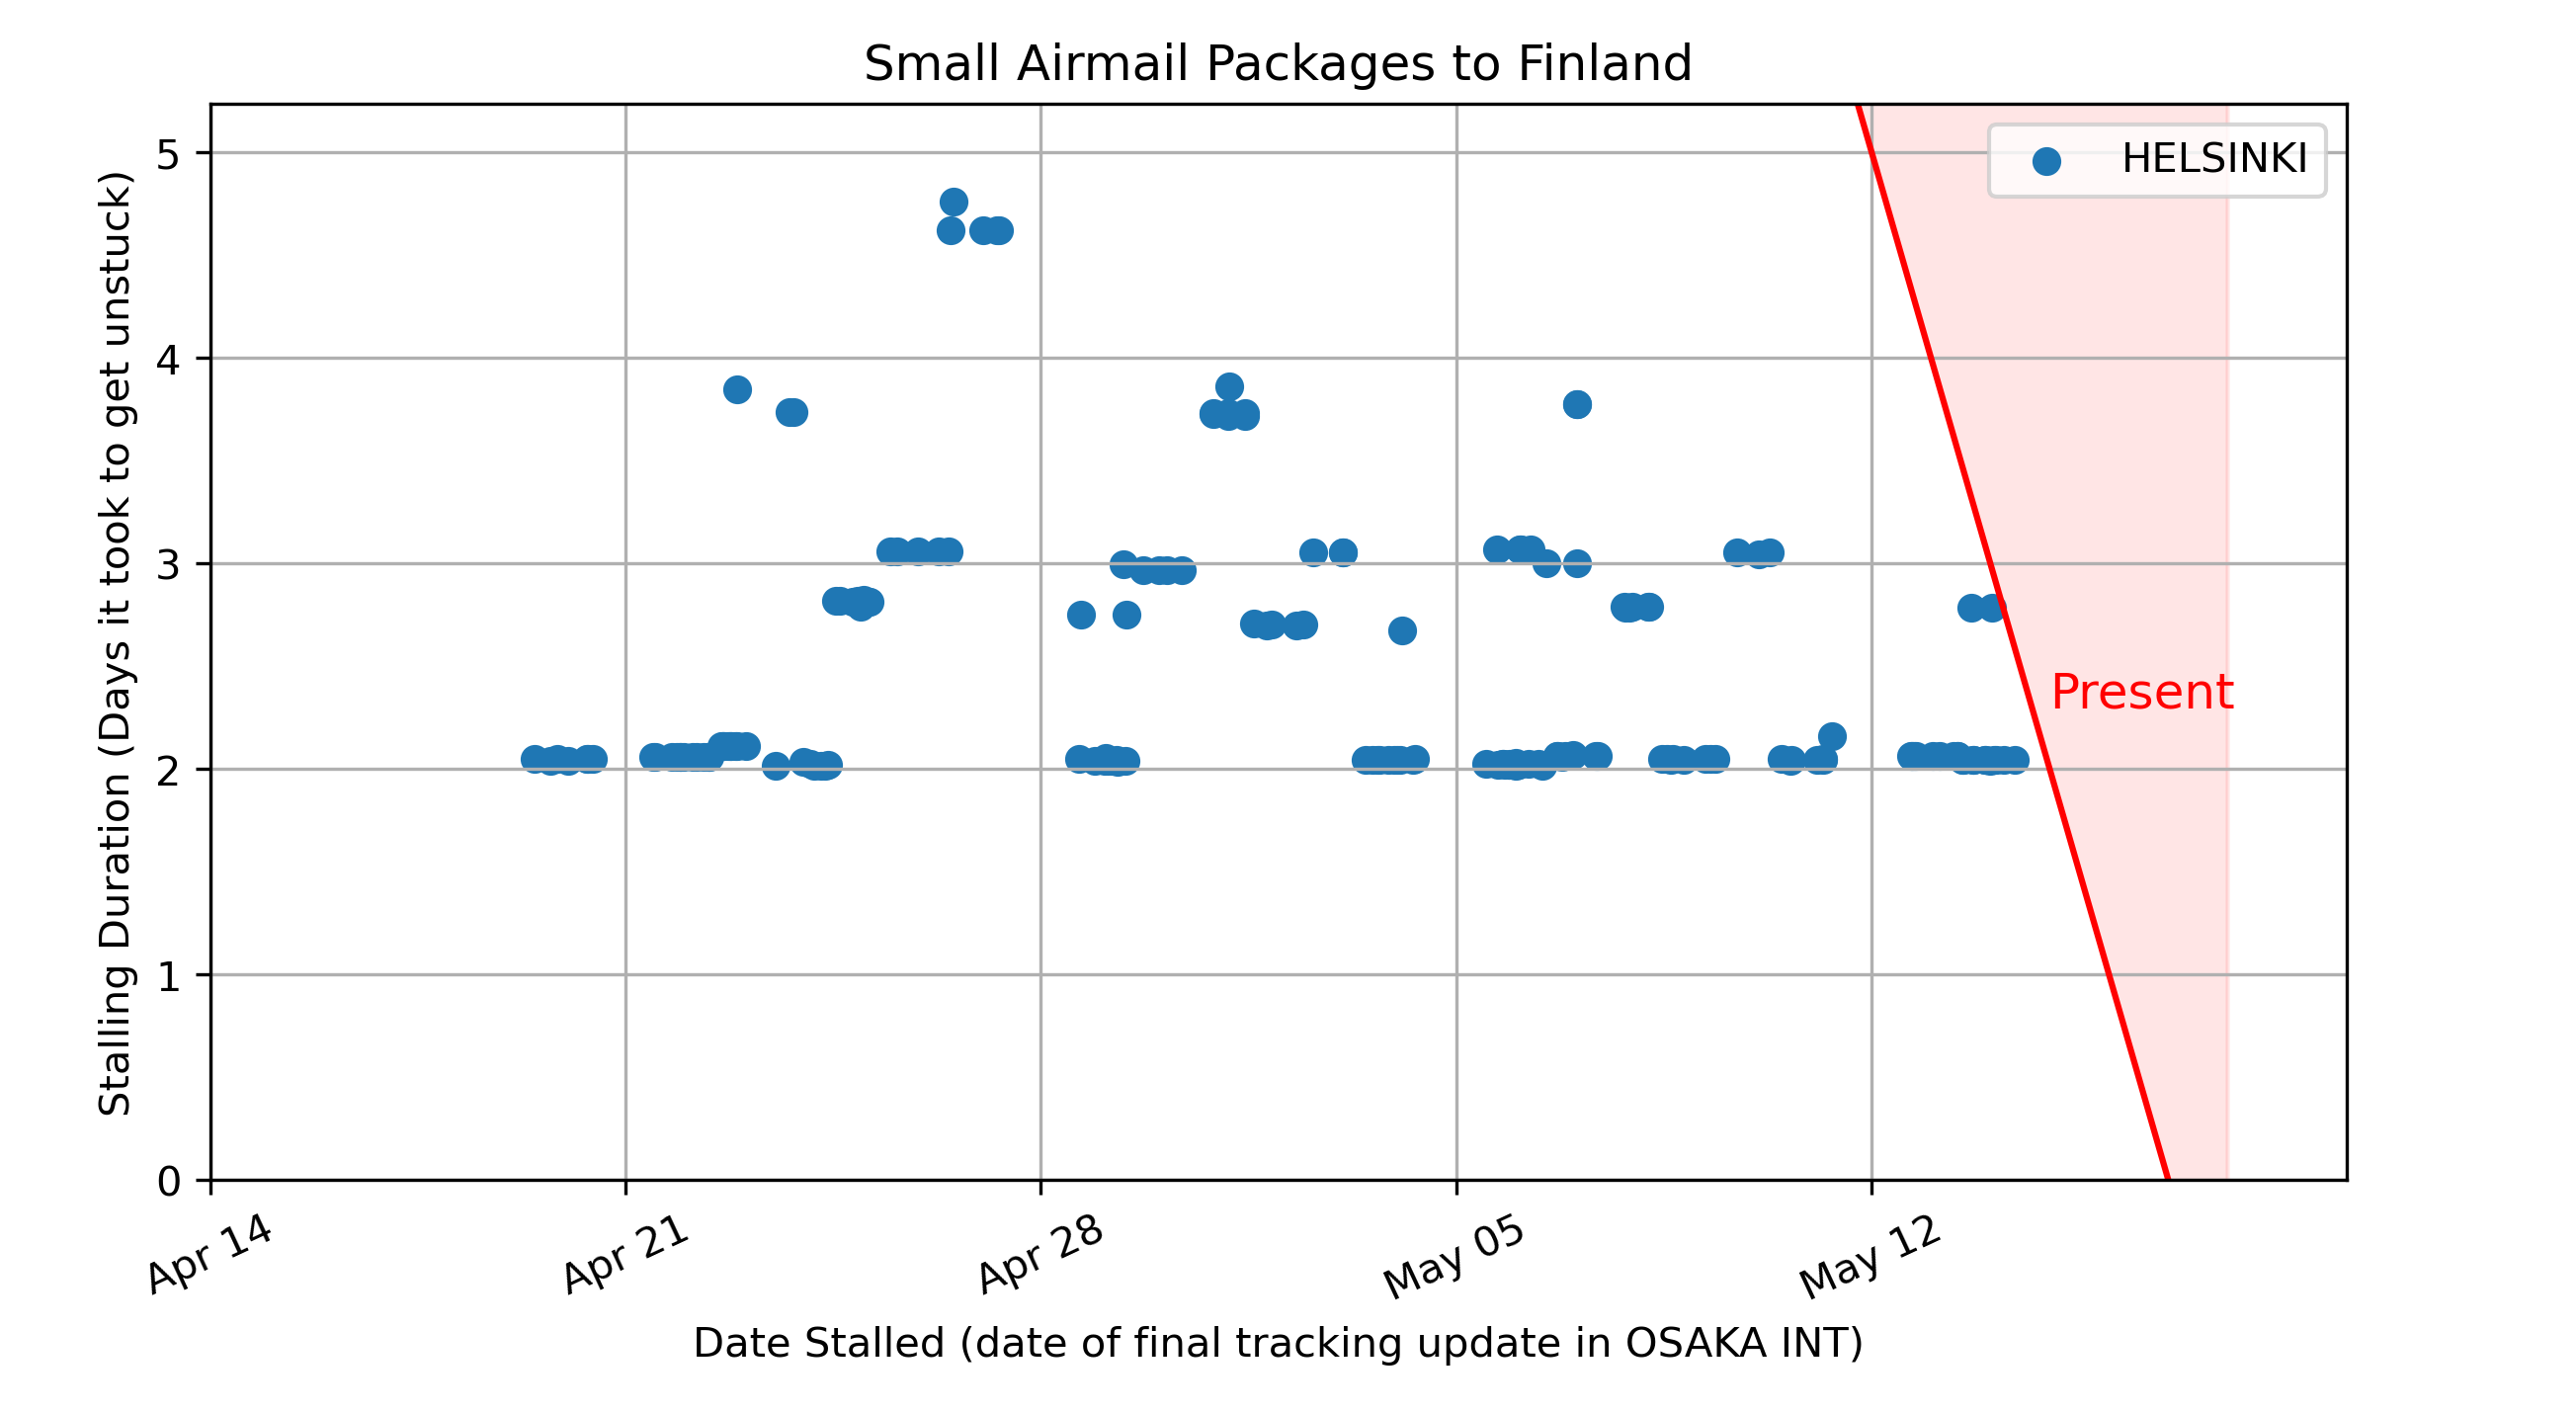 Small Airmail Packages to Finland
HELSINKI
Present
Stalling Duration (Days it took to get unstuck)
5
4
3
2
1
0
Apr 14
Apr 21
Apr 28
May 05
May 12
Date Stalled (date of final tracking update in OSAKA INT)